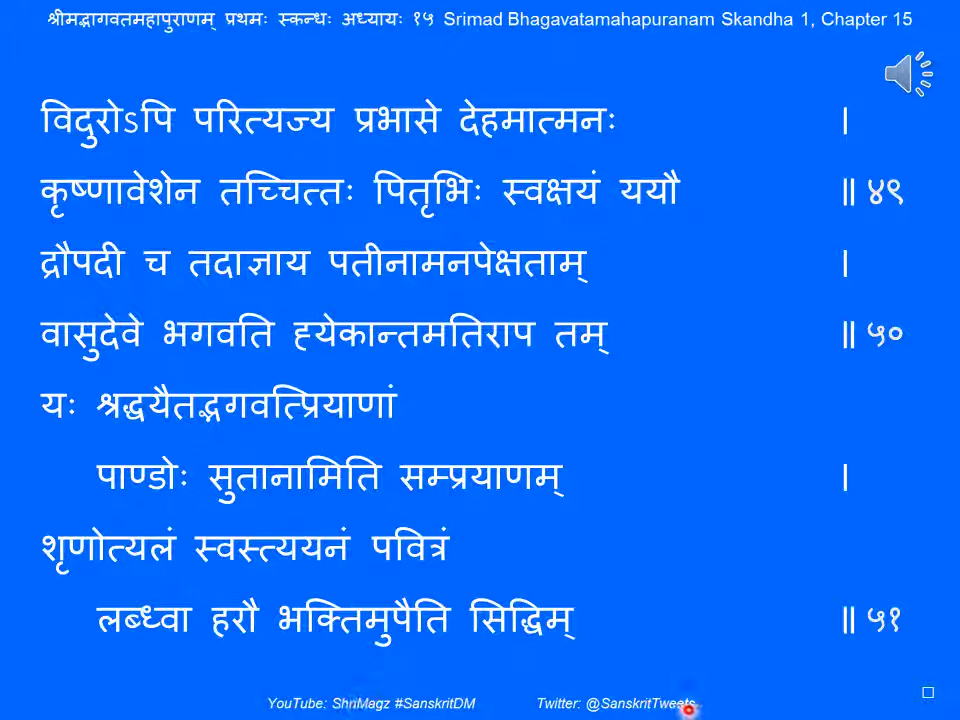 श्रीमद्भागवतमहापुराणम् प्रथमः स्कन्धः अध्यायः १५ Srimad Bhagavatamahapuranam Skandha 1, Chapter 15
विदुरोऽपि परित्यज्य प्रभासे देहमात्मनः ।
कृष्णावेशेन तच्चित्तः पितृभिः स्वक्षयं ययौ ॥ ४९
द्रौपदी च तदाज्ञाय पतीनामनपेक्षताम् ।
वासुदेवे भगवति ह्येकान्तमतिराप तम् ॥ ५०
यः श्रद्धयैतद्भगवत्प्रियाणां
पाण्डोः सुतानामिति सम्प्रयाणम् ।
शृणोत्यलं स्वस्त्ययनं पवित्रं
लब्ध्वा हरौ भक्तिमुपैति सिद्धिम् ॥ ५१
YouTube: ShriMagz #SanskritDM Twitter: @SanskritTweets